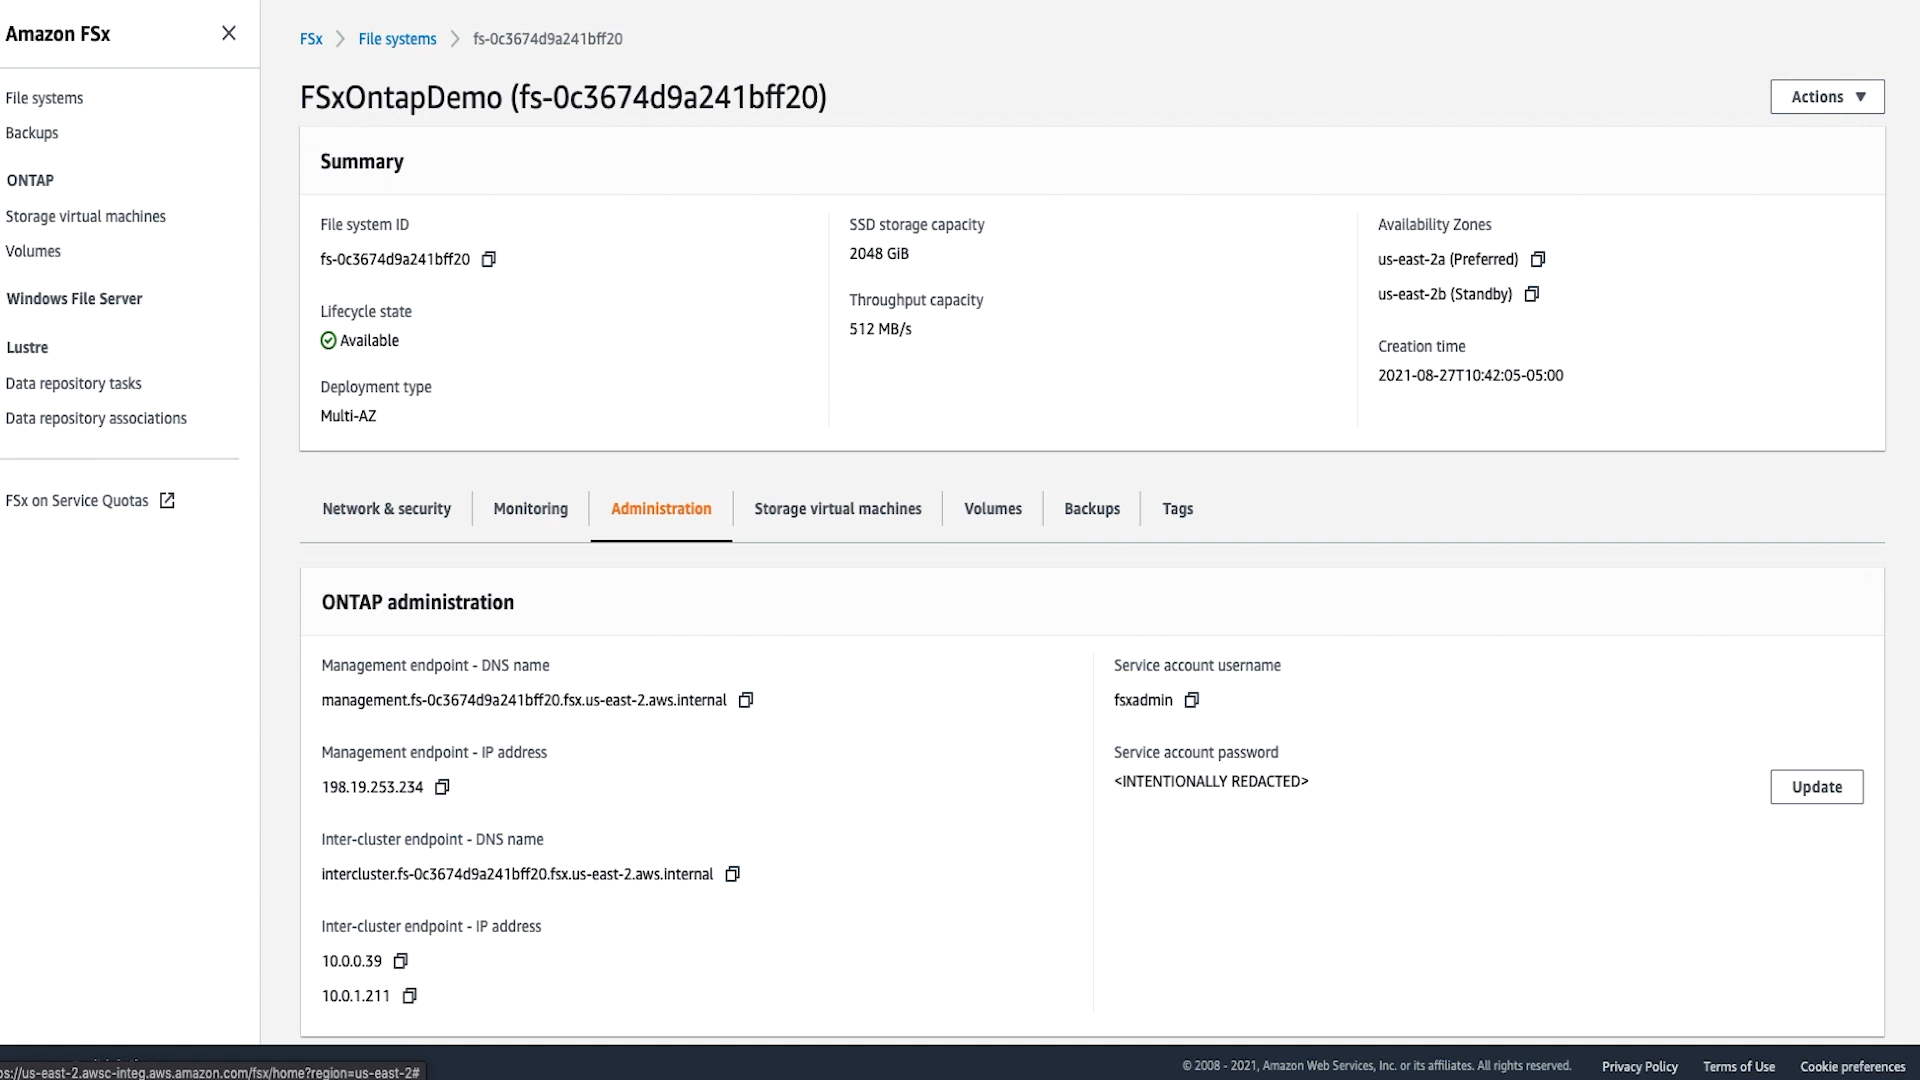 Amazon FSx
File systems
Backups
ONTAP
Storage virtual machines
Volumes
Windows File Server
Lustre
Data repository tasks
Data repository associations
FSx on Service Quotas
FSx > File systems > fs-0c3674d9a241bff20
FSxOntapDemo (fs-0c3674d9a241bff20)
Actions
Summary
File system ID
fs-0c3674d9a241bff20
Lifecycle state
Available
Deployment type
Multi-AZ
SSD storage capacity
2048 GiB
Throughput capacity
512 MB/s
Availability Zones
us-east-2a (Preferred)
us-east-2b (Standby)
Creation time
2021-08-27T10:42:05-05:00
Network & security Monitoring Administration Storage virtual machines Volumes Backups Tags
ONTAP administration
Management endpoint - DNS name
management.fs-0c3674d9a241bff20.fsx.us-east-2.aws.internal
Management endpoint - IP address
198.19.253.234
Inter-cluster endpoint - DNS name
intercluster.fs-0c3674d9a241bff20.fsx.us-east-2.aws.internal
Inter-cluster endpoint - IP address
10.0.0.39
10.0.1.211
Service account username
fsxadmin
Service account password
<INTENTIONALLY REDACTED>
Update
ps://us-east-2.awsc-integ.aws.amazon.com/fsx/home?region=us-east-2#
© 2008 - 2021, Amazon Web Services, Inc. or its affiliates. All rights reserved. Privacy Policy Terms of Use Cookie preferences